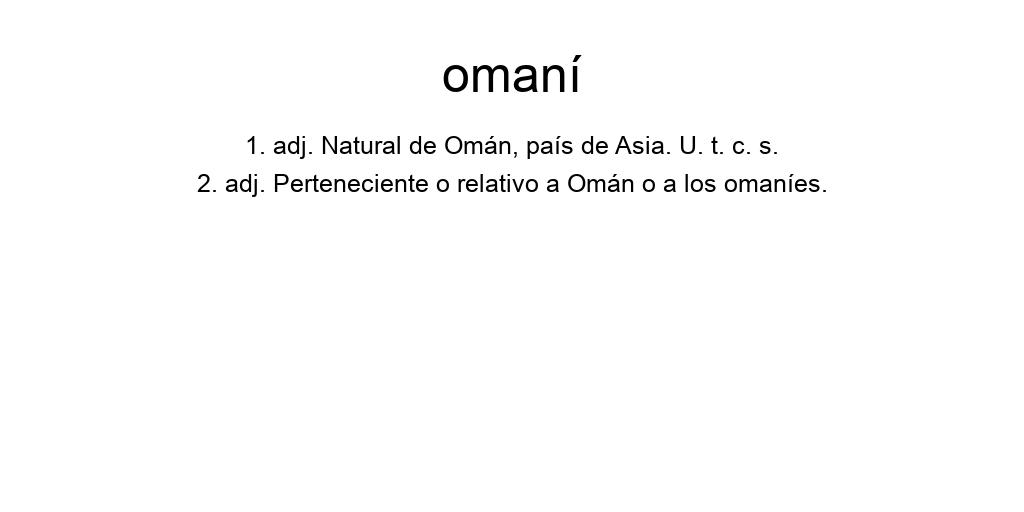 omaní
1. adj. Natural de Omán, país de Asia. U. t. c. s.
2. adj. Perteneciente o relativo a Omán o a los omaníes.